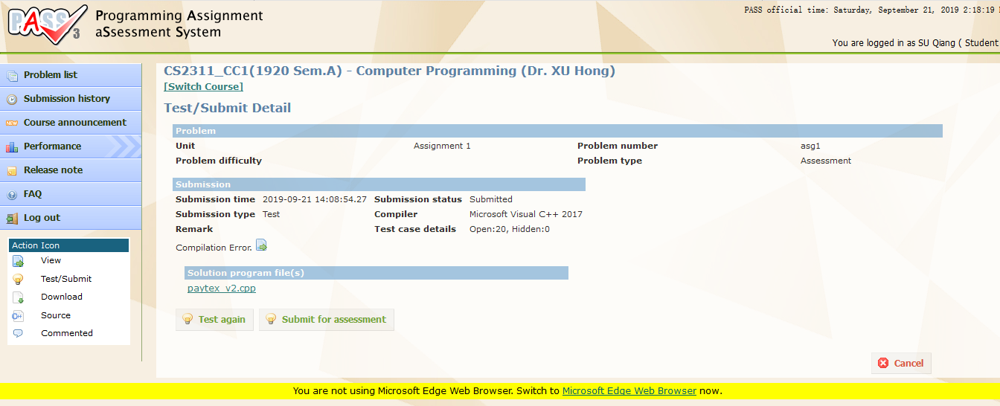 PASS 3
Programming Assignment
aSsessment System
PASS official time: Saturday, September 21, 2019 2:18:19
You are logged in as SU Qiang ( Student
Problem list
Submission history
NEW Course announcement
Performance
Release note
FAQ
Log out
Action Icon
View
Test/Submit
Download
Source
Commented
CS2311_CC1(1920 Sem.A) - Computer Programming (Dr. XU Hong)
[Switch Course]
Test/Submit Detail
Problem
Unit Assignment 1 Problem number asg1
Problem difficulty Problem type Assessment
Submission
Submission time 2019-09-21 14:08:54.27 Submission status Submitted
Submission type Test Compiler Microsoft Visual C++ 2017
Remark Test case details Open:20, Hidden:0
Compilation Error.
Solution program file(s)
paytex_v2.cpp
Test again Submit for assessment
Cancel
You are not using Microsoft Edge Web Browser. Switch to Microsoft Edge Web Browser now.